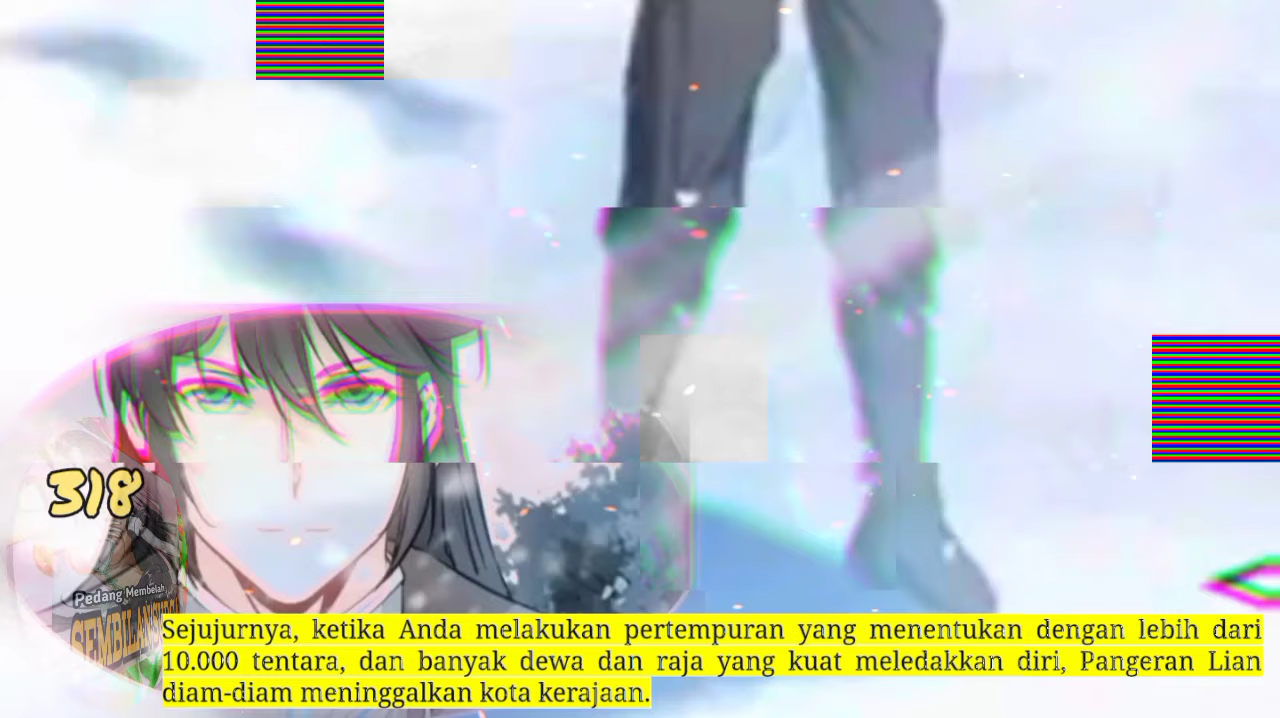 318
Pedang Membelah
Sejujurnya, ketika Anda melakukan pertempuran yang menentukan dengan lebih dari
10.000 tentara, dan banyak dewa dan raja yang kuat meledakkan diri, Pangeran Lian
diam-diam meninggalkan kota kerajaan.